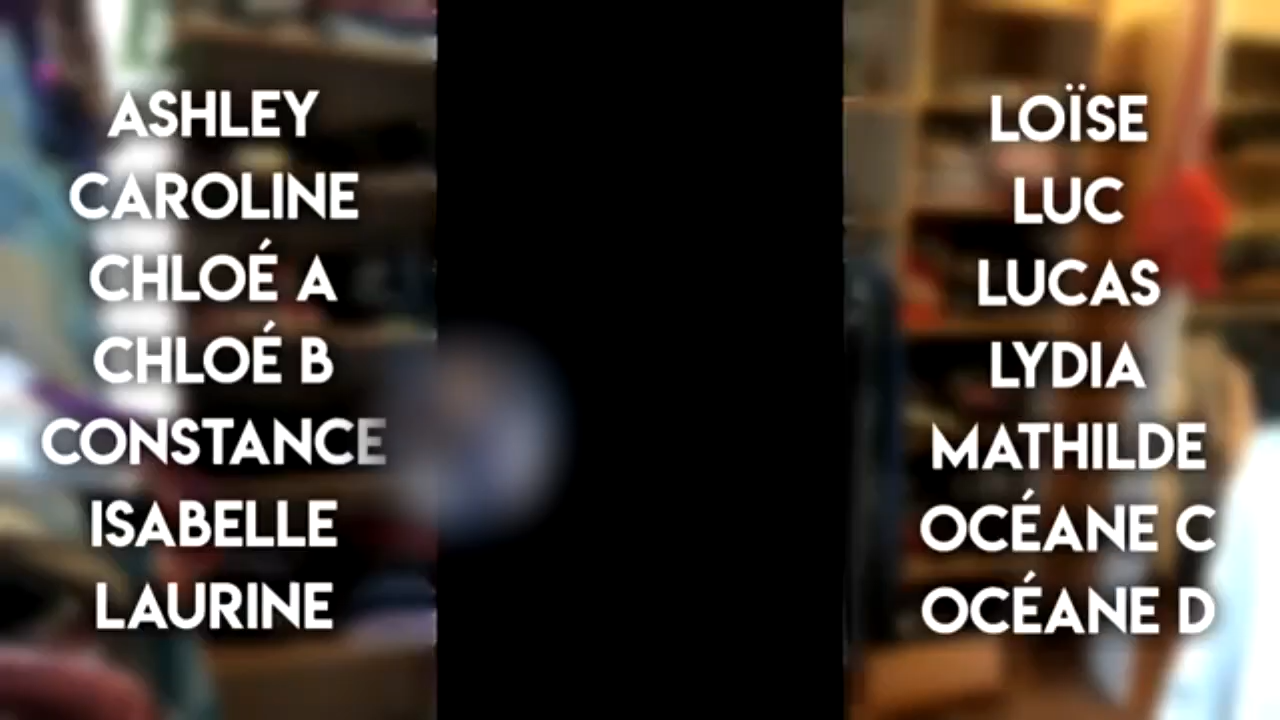 ASHLEY
CAROLINE
CHLOÉ A
CHLOÉ B
CONSTANCE
ISABELLE
LAURINE
LOÏSE
LUC
LUCAS
LYDIA
MATHILDE
OCÉANE C
OCÉANE D